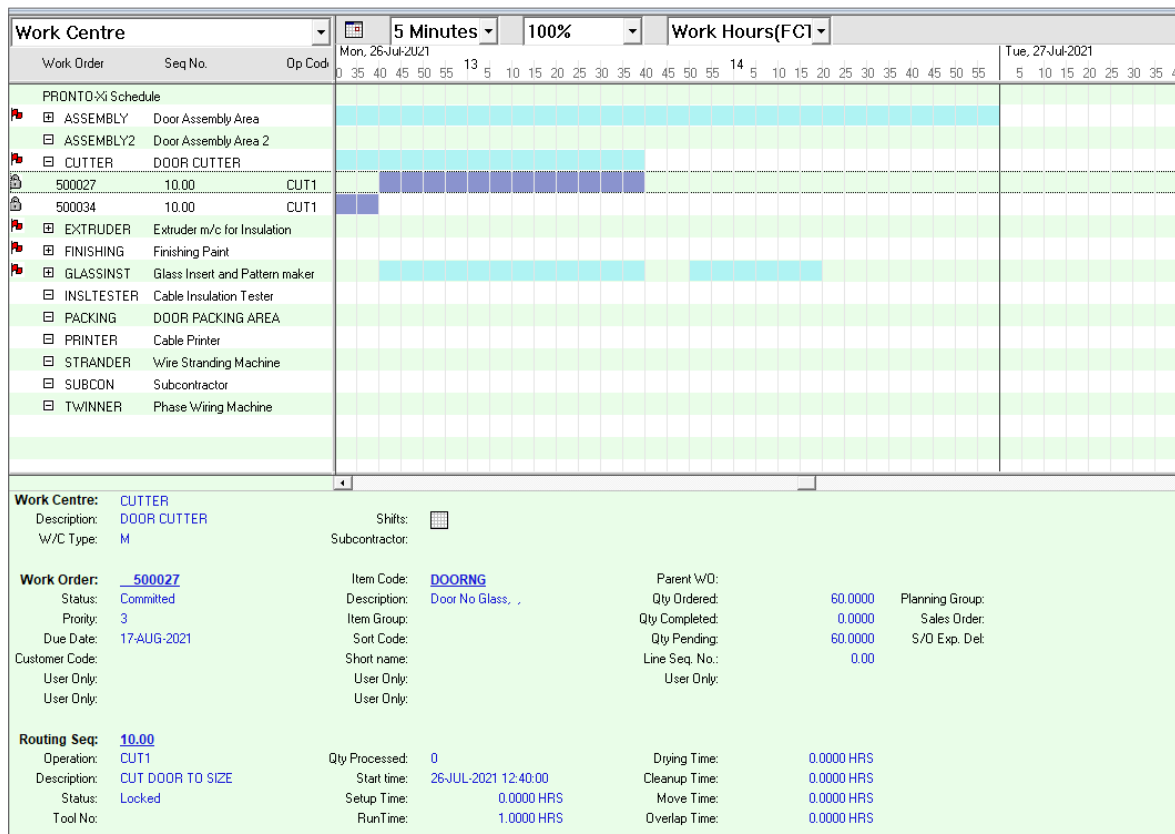 Work Centre 5 Minutes 100% Work Hours(FCT
Mon, 26-Jul-2021 Tue, 27-Jul-2021
Work Order Seq No. Op Code 13 14
0 35 40 45 50 55 5 10 15 20 25 30 35 40 45 50 55 5 10 15 20 25 30 35 40 45 50 55 5 10 15 20 25 30 35
PRONTO-Xi Schedule
ASSEMBLY Door Assembly Area
ASSEMBLY2 Door Assembly Area 2
CUTTER DOOR CUTTER
500027 10.00 CUT1
500034 10.00 CUT1
EXTRUDER Extruder m/c for Insulation
FINISHING Finishing Paint
GLASSINST Glass Insert and Pattern maker
INSLTESTER Cable Insulation Tester
PACKING DOOR PACKING AREA
PRINTER Cable Printer
STRANDER Wire Stranding Machine
SUBCON Subcontractor
TWINNER Phase Wiring Machine
Work Centre: CUTTER
Description: DOOR CUTTER Shifts:
W/C Type: M Subcontractor:
Work Order: 500027 Item Code: DOORNG Parent WO:
Status: Committed Description: Door No Glass, , Qty Ordered: 60.0000 Planning Group:
Prority: 3 Item Group: Qty Completed: 0.0000 Sales Order:
Due Date: 17-AUG-2021 Sort Code: Qty Pending: 60.0000 S/O Exp. Del:
Customer Code: Short name: Line Seq. No.: 0.00
User Only: User Only: User Only:
User Only: User Only:
Routing Seq: 10.00
Operation: CUT1 Qty Processed: 0 Drying Time: 0.0000 HRS
Description: CUT DOOR TO SIZE Start time: 26-JUL-2021 12:40:00 Cleanup Time: 0.0000 HRS
Status: Locked Setup Time: 0.0000 HRS Move Time: 0.0000 HRS
Tool No: RunTime: 1.0000 HRS Overlap Time: 0.0000 HRS